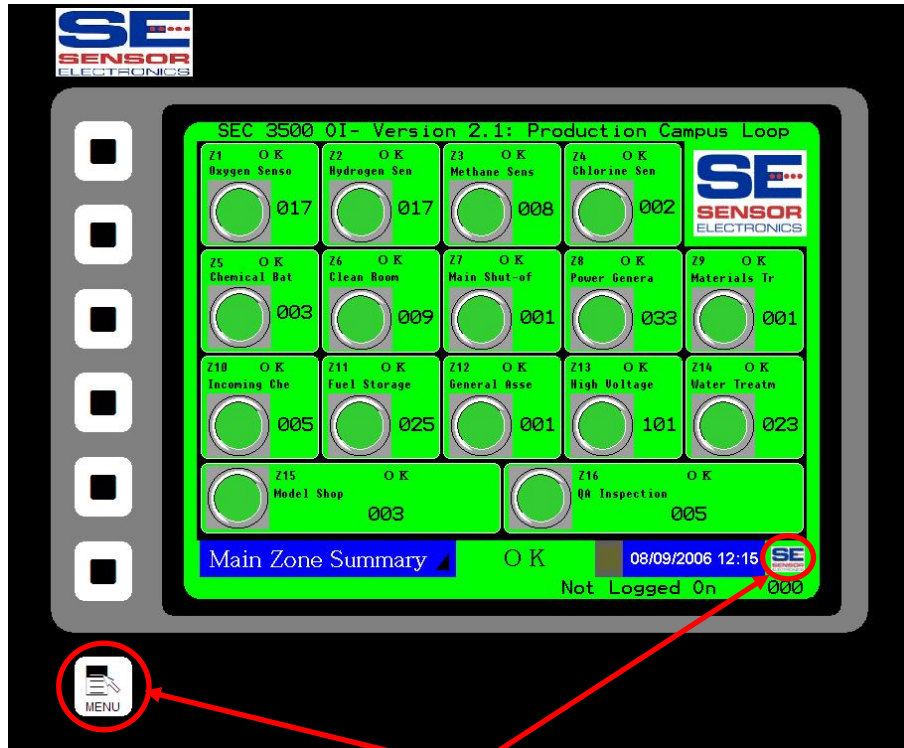 SE
SENSOR
ELECTRONICS
SEC 3500 OI- Version 2.1: Production Campus Loop
Z1 OK
Oxygen Senso
017
Z2 OK
Hydrogen Sen
017
Z3 OK
Methane Sens
008
Z4 OK
Chlorine Sen
002
SE
SENSOR
ELECTRONICS
Z5 OK
Chemical Bat
003
Z6 OK
Clean Room
009
Z7 OK
Main Shut-of
001
Z8 OK
Power Genera
033
Z9 OK
Materials Tr
001
Z10 OK
Incoming Che
005
Z11 OK
Fuel Storage
025
Z12 OK
General Asse
001
Z13 OK
High Voltage
101
Z14 OK
Water Treatm
023
Z15 OK
Model Shop
003
Z16 OK
QA Inspection
005
Main Zone Summary OK 08/09/2006 12:15 SE
SENSOR
Not Logged On 000
MENU